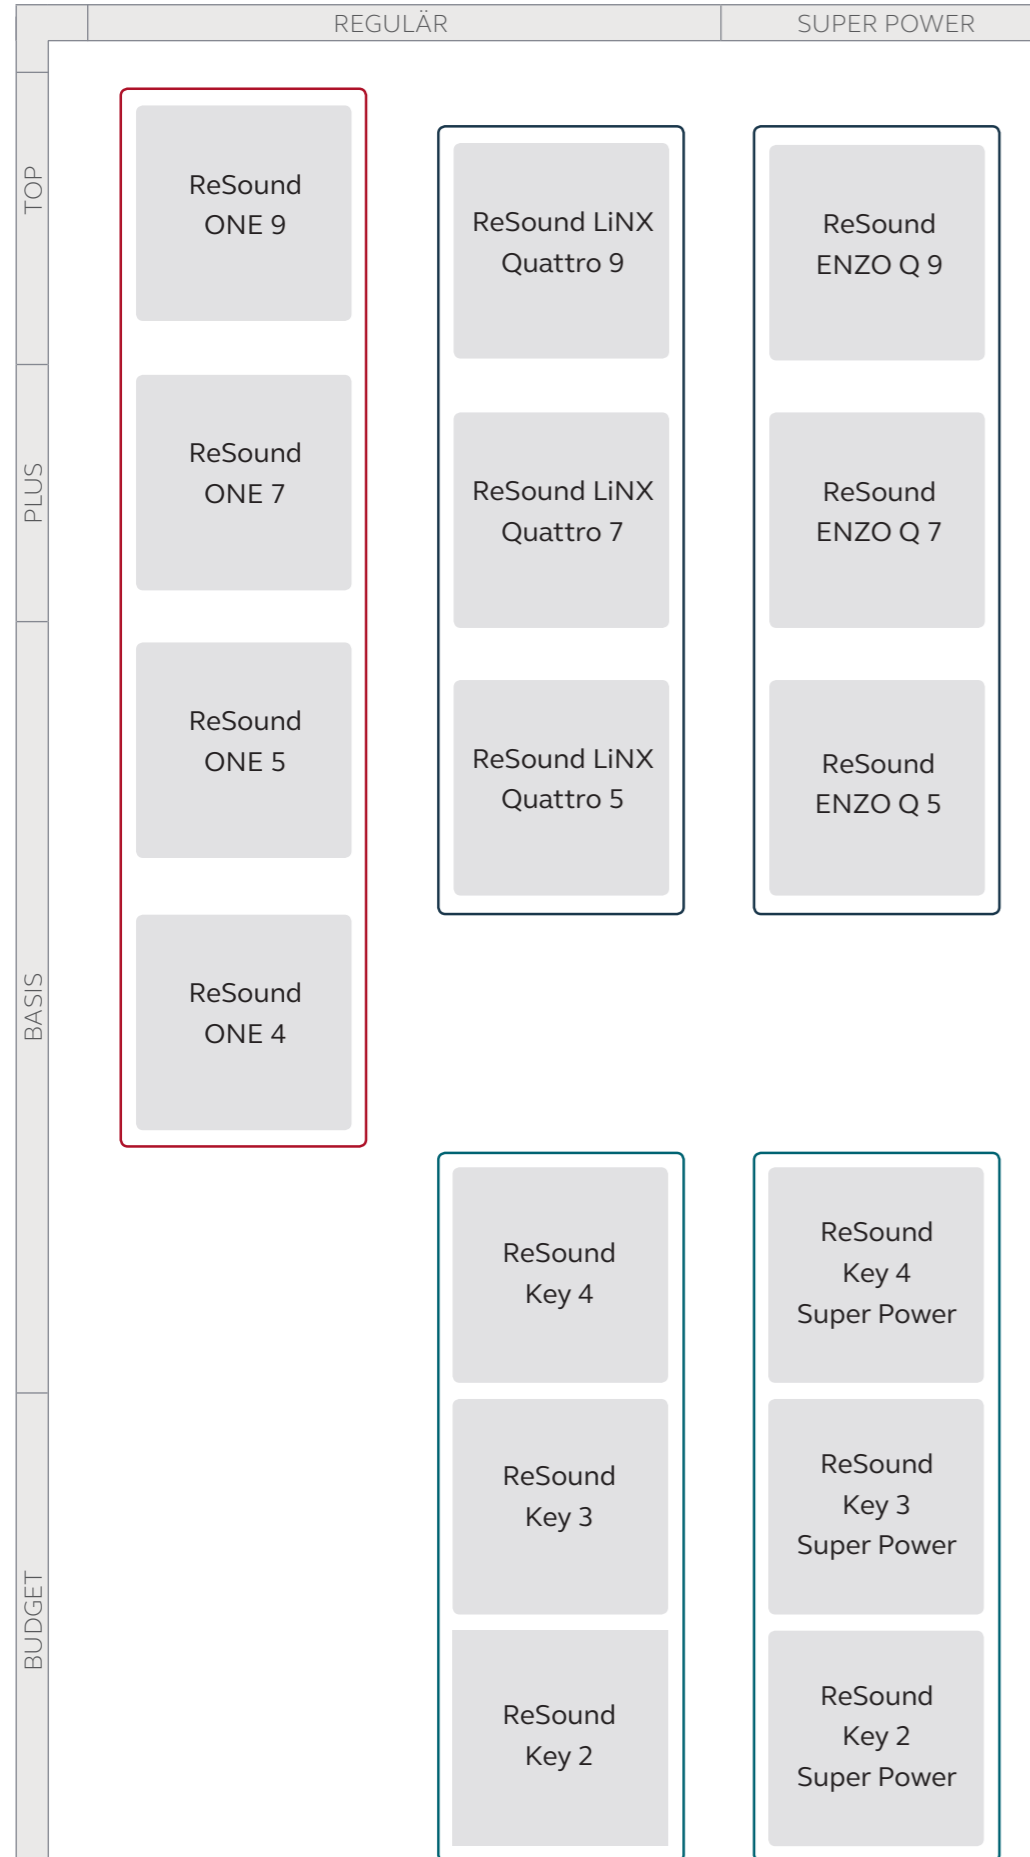 REGULÄR
SUPER POWER
TOP
ReSound
ONE 9
ReSound LiNX
Quattro 9
ReSound
ENZO Q 9
PLUS
ReSound
ONE 7
ReSound LiNX
Quattro 7
ReSound
ENZO Q 7
BASIS
ReSound
ONE 5
ReSound LiNX
Quattro 5
ReSound
ENZO Q 5
ReSound
ONE 4
ReSound
Key 4
ReSound
Key 4
Super Power
BUDGET
ReSound
Key 3
ReSound
Key 3
Super Power
ReSound
Key 2
ReSound
Key 2
Super Power